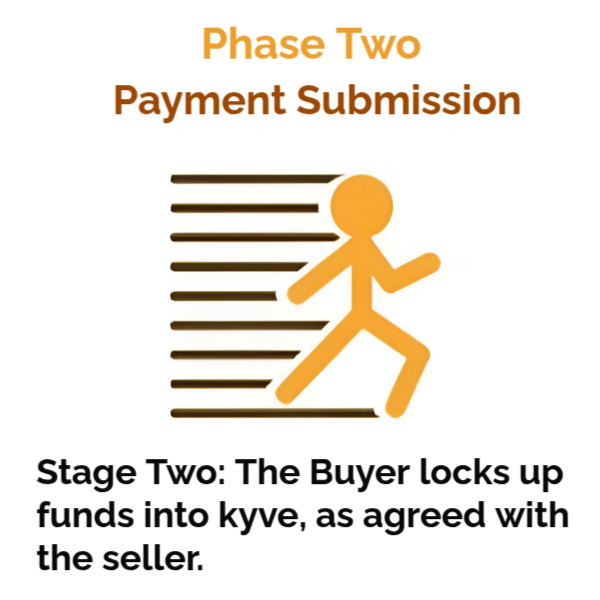 Phase Two
Payment Submission
Stage Two: The Buyer locks up
funds into kyve, as agreed with
the seller.